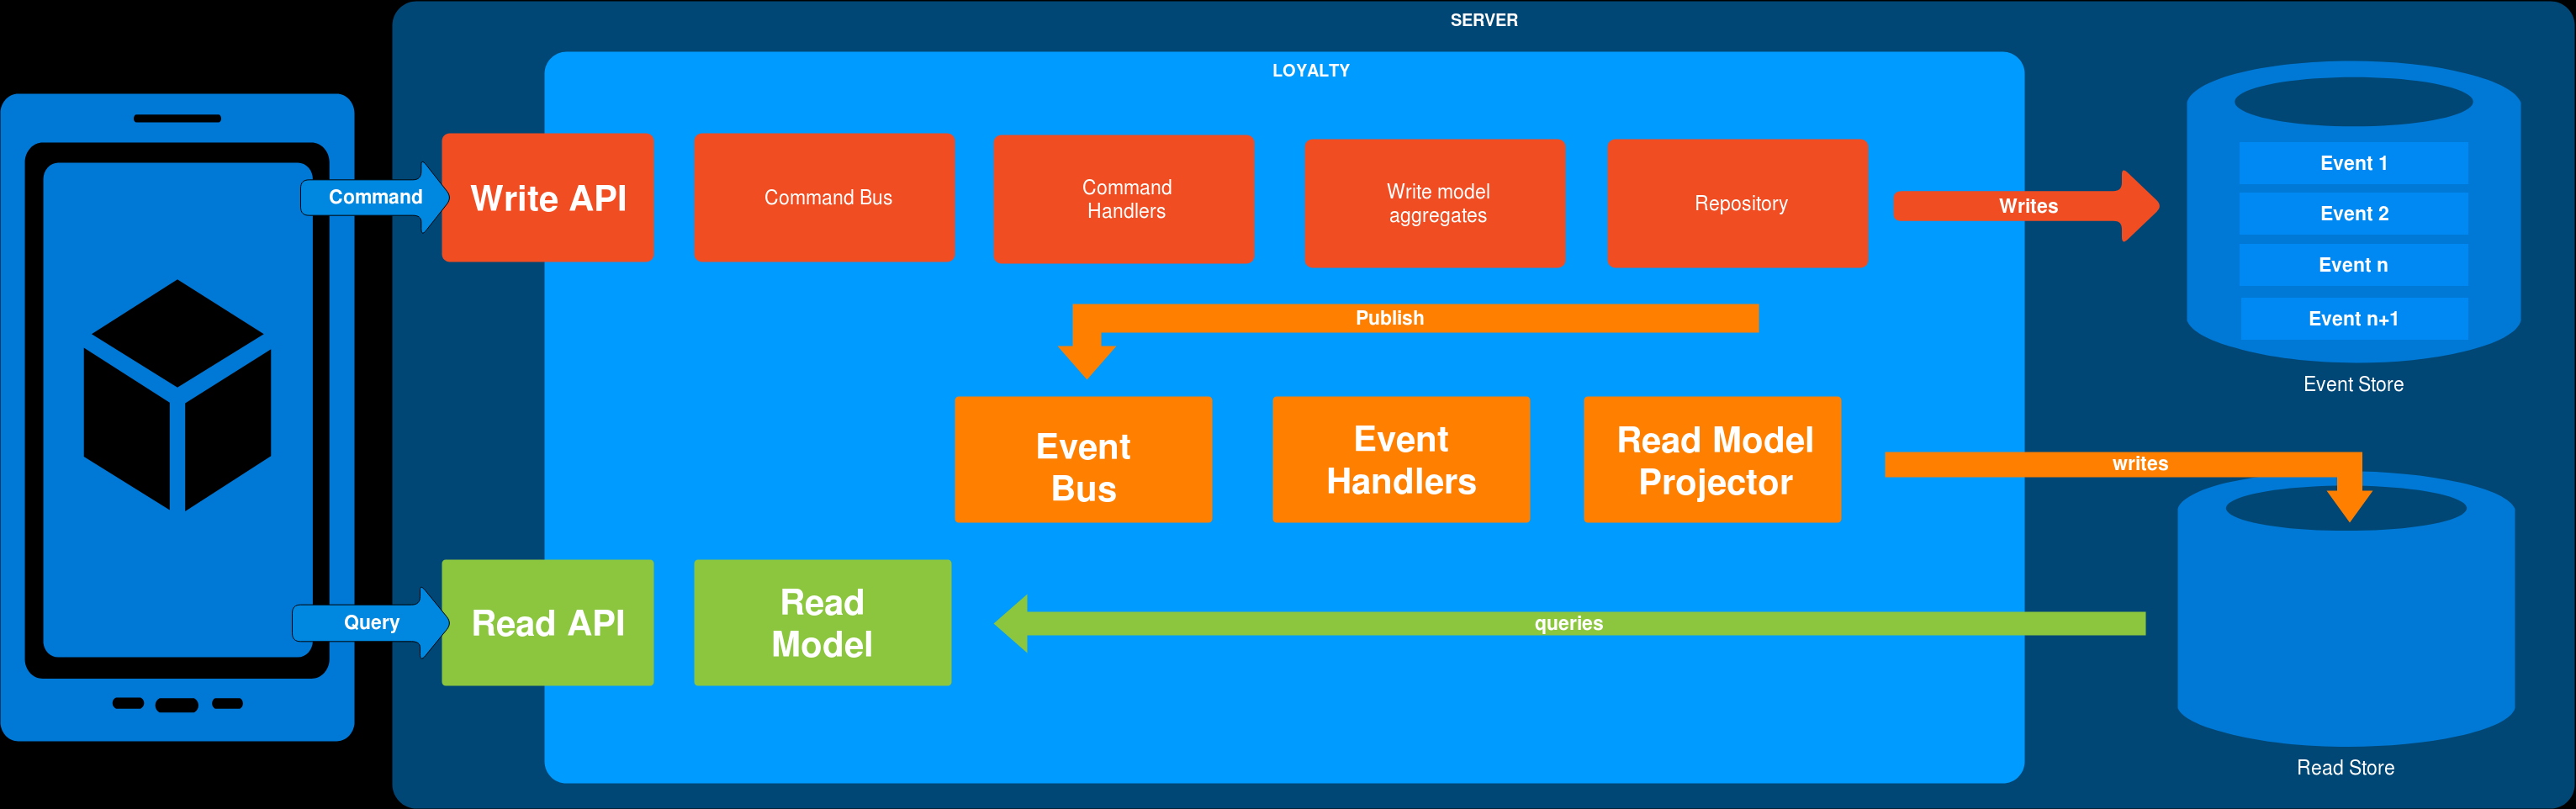 SERVER
LOYALTY
Command
Write API
Command Bus
Command
Handlers
Write model
aggregates
Repository
Writes
Event 1
Event 2
Event n
Event n+1
Event Store
Publish
Event
Bus
Event
Handlers
Read Model
Projector
writes
Query
Read API
Read
Model
queries
Read Store